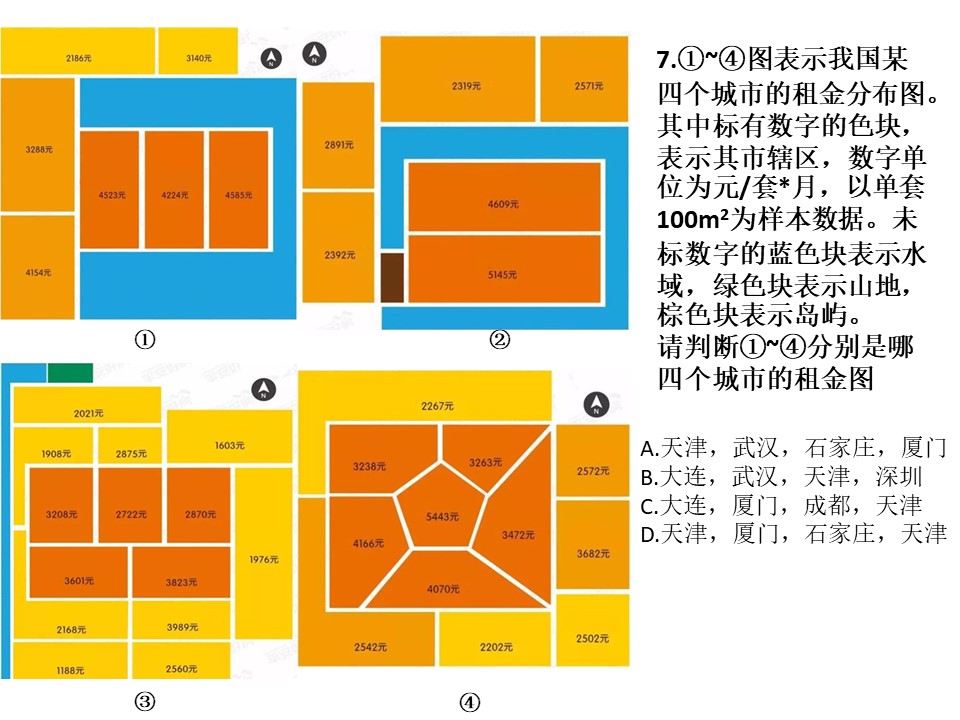 7.①~④图表示我国某
四个城市的租金分布图。
其中标有数字的色块，
表示其市辖区，数字单
位为元/套*月，以单套
100m²为样本数据。未
标数字的蓝色块表示水
域，绿色块表示山地，
棕色块表示岛屿。
请判断①~④分别是哪
四个城市的租金图
A.天津，武汉，石家庄，厦门
B.大连，武汉，天津，深圳
C.大连，厦门，成都，天津
D.天津，厦门，石家庄，天津
2186元
3140元
N
3288元
4523元
4224元
4585元
4154元
①
N
2319元
2571元
2891元
4609元
2392元
5145元
②
N
2021元
1603元
1908元
2875元
3208元
2722元
2870元
1976元
3601元
3823元
2168元
3989元
1188元
2560元
③
N
2267元
3238元
3263元
2572元
5443元
4166元
3472元
3682元
4070元
2542元
2202元
2502元
④